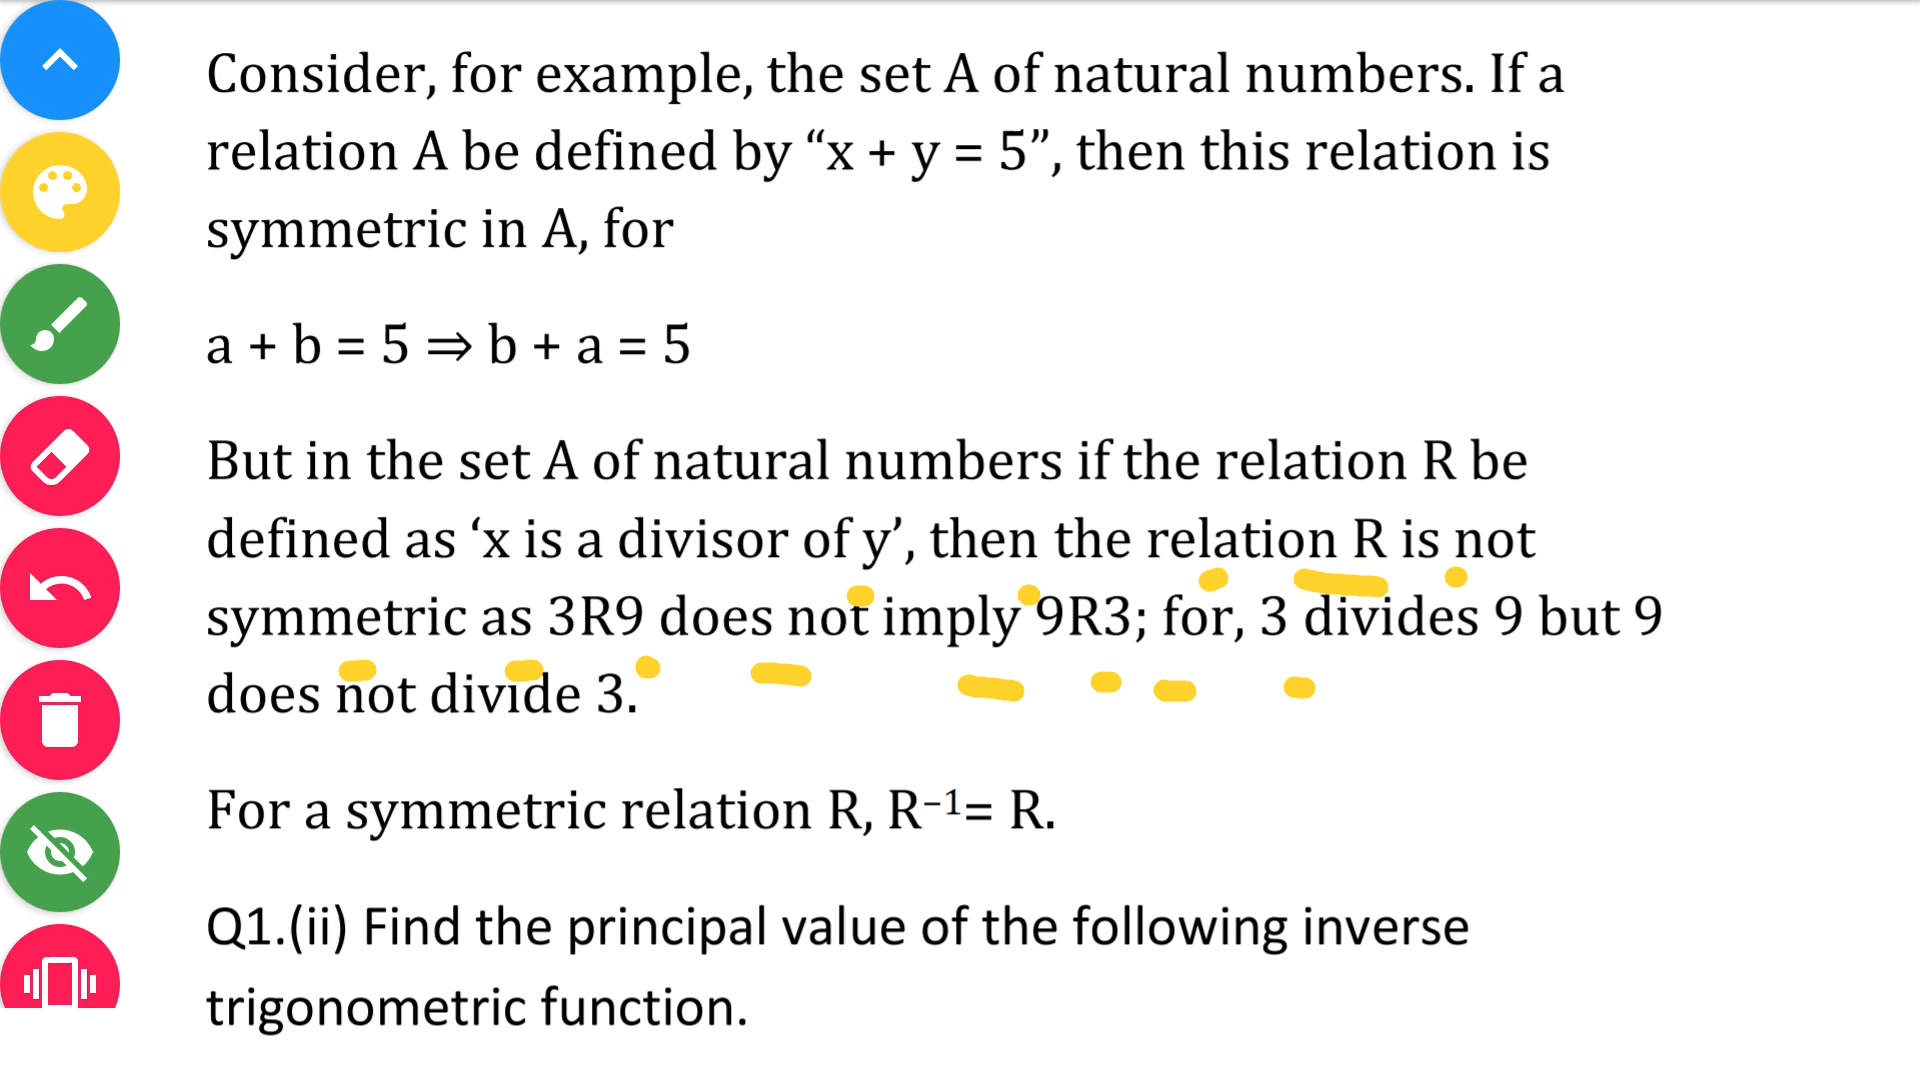 Consider, for example, the set A of natural numbers. If a
relation A be defined by “x + y = 5”, then this relation is
symmetric in A, for
a + b = 5 ⇒ b + a = 5
But in the set A of natural numbers if the relation R be
defined as ‘x is a divisor of y’, then the relation R is not
symmetric as 3R9 does not imply 9R3; for, 3 divides 9 but 9
does not divide 3.
For a symmetric relation R, R⁻¹= R.
Q1.(ii) Find the principal value of the following inverse
trigonometric function.